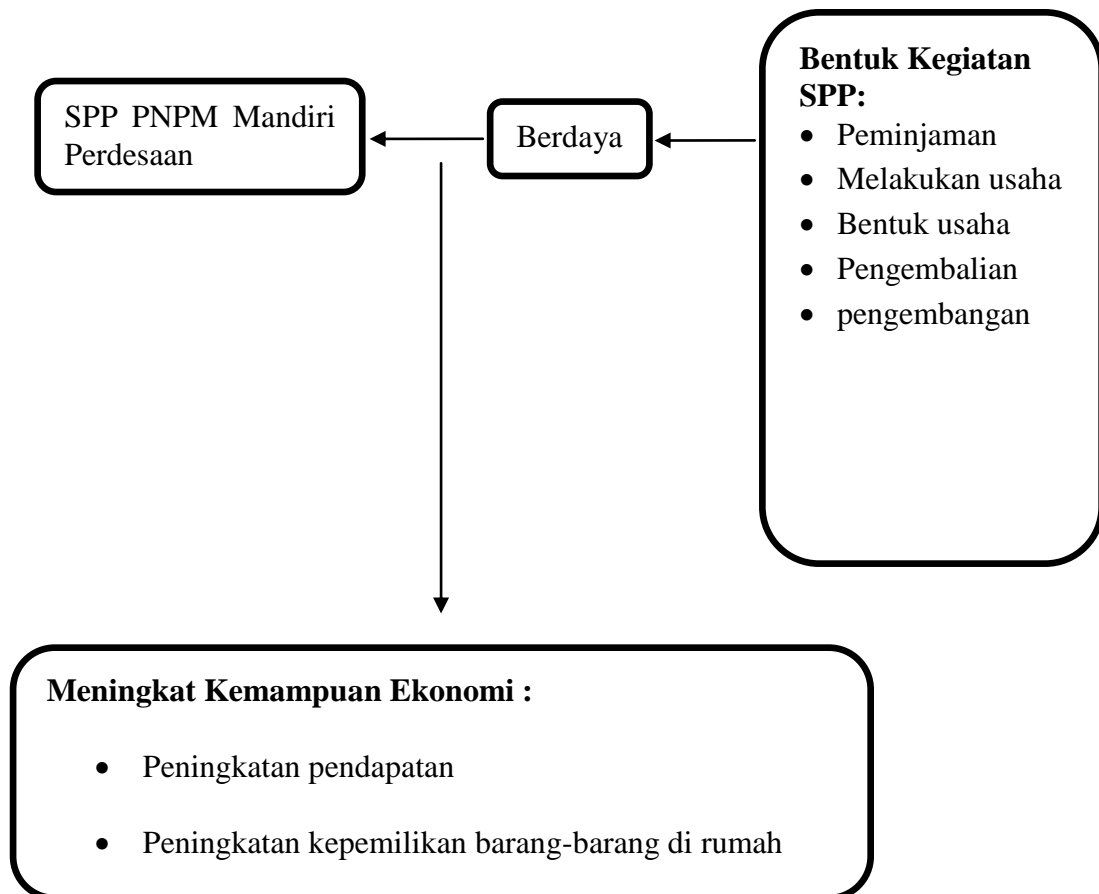 SPP PNPM Mandiri
Perdesaan
Berdaya
Bentuk Kegiatan
SPP:
• Peminjaman
• Melakukan usaha
• Bentuk usaha
• Pengembalian
• pengembangan
Meningkat Kemampuan Ekonomi :
• Peningkatan pendapatan
• Peningkatan kepemilikan barang-barang di rumah